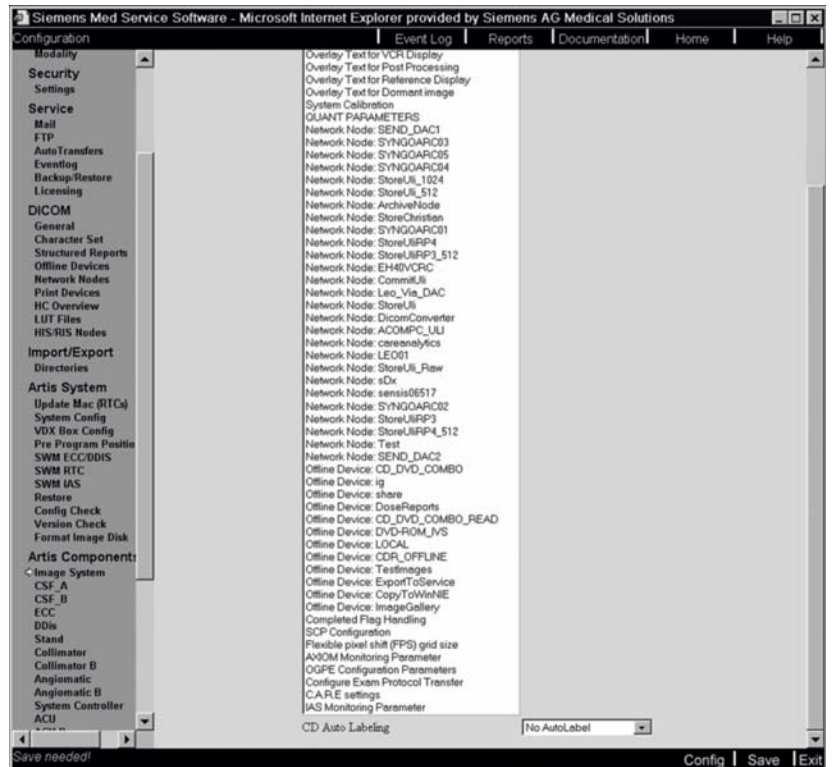 Siemens Med Service Software - Microsoft Internet Explorer provided by Siemens AG Medical Solutions
Configuration
Event Log
Reports
Documentation
Home
Help
Modality
Security
Settings
Service
Mail
FTP
AutoTransfers
Eventlog
Backup/Restore
Licensing
DICOM
General
Character Set
Structured Reports
Offline Devices
Network Nodes
Print Devices
HC Overview
LUT Files
HIS/RIS Nodes
Import/Export
Directories
Artis System
Update Mac (RTCs)
System Config
VDX Box Config
Pre Program Positio
SWM ECC/DDIS
SWM RTC
SWM IAS
Restore
Config Check
Version Check
Format Image Disk
Artis Components
Image System
CSF_A
CSF_B
ECC
DDis
Stand
Collimator
Collimator B
Angiomatic
Angiomatic B
System Controller
ACU
Overlay Text for VCR Display
Overlay Text for Post Processing
Overlay Text for Reference Display
Overlay Text for Dormant image
System Calibration
QUANT PARAMETERS
Network Node: SEND_DAC1
Network Node: SYNGOARC03
Network Node: SYNGOARC05
Network Node: SYNGOARC04
Network Node: StoreUli_1024
Network Node: StoreUli_512
Network Node: ArchiveNode
Network Node: StoreChristian
Network Node: SYNGOARC01
Network Node: StoreUliRP4
Network Node: StoreUliRP3_512
Network Node: EH40VCRC
Network Node: CommitUli
Network Node: Leo_Via_DAC
Network Node: StoreUli
Network Node: DicomConverter
Network Node: ACOMPC_ULI
Network Node: careanalytics
Network Node: LEO01
Network Node: StoreUli_Raw
Network Node: sDx
Network Node: sensis06517
Network Node: SYNGOARC02
Network Node: StoreUliRP3
Network Node: StoreUliRP4_512
Network Node: Test
Network Node: SEND_DAC2
Offline Device: CD_DVD_COMBO
Offline Device: ig
Offline Device: share
Offline Device: DoseReports
Offline Device: CD_DVD_COMBO_READ
Offline Device: DVD-ROM_IVS
Offline Device: LOCAL
Offline Device: CDR_OFFLINE
Offline Device: TestImages
Offline Device: ExportToService
Offline Device: CopyToWinNIE
Offline Device: ImageGallery
Completed Flag Handling
SCP Configuration
Flexible pixel shift (FPS) grid size
AXIOM Monitoring Parameter
OGPE Configuration Parameters
Configure Exam Protocol Transfer
C.A.R.E settings
IAS Monitoring Parameter
CD Auto Labeling
No AutoLabel
Save needed!
Config
Save
Exit